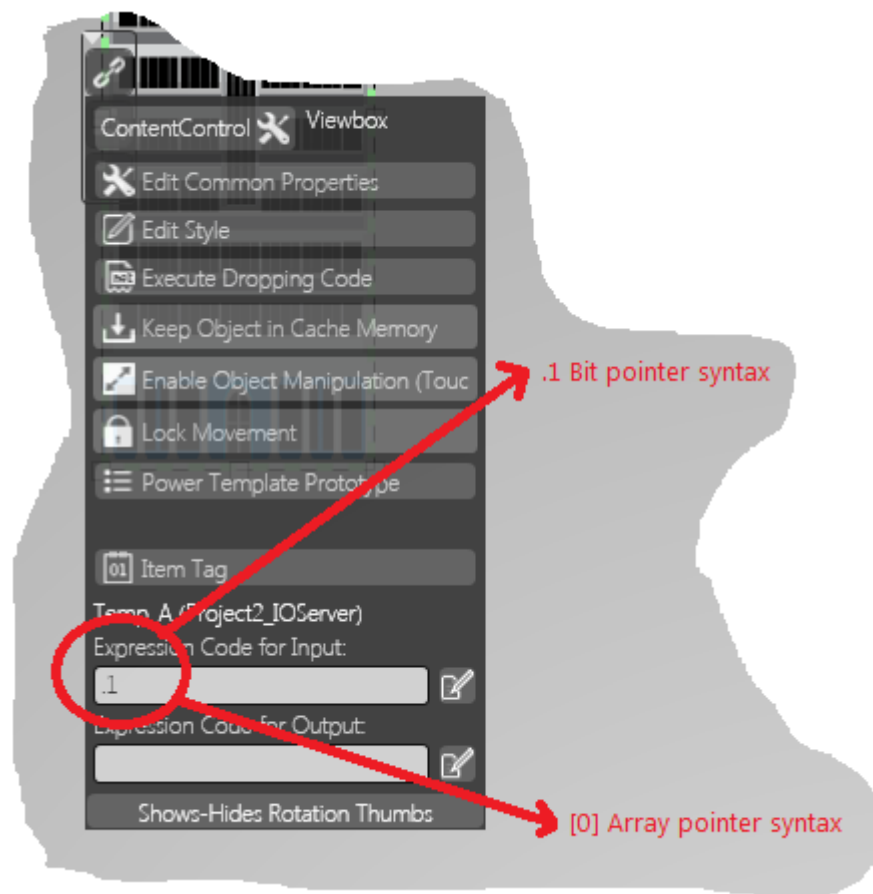 ContentControl Viewbox
Edit Common Properties
Edit Style
Execute Dropping Code
Keep Object in Cache Memory
Enable Object Manipulation (Touc
.1 Bit pointer syntax
Lock Movement
Power Template Prototype
01 Item Tag
Temp_A (Project2_IOServer)
Expression Code for Input:
.1
Expression Code for Output:
Shows-Hides Rotation Thumbs
[0] Array pointer syntax